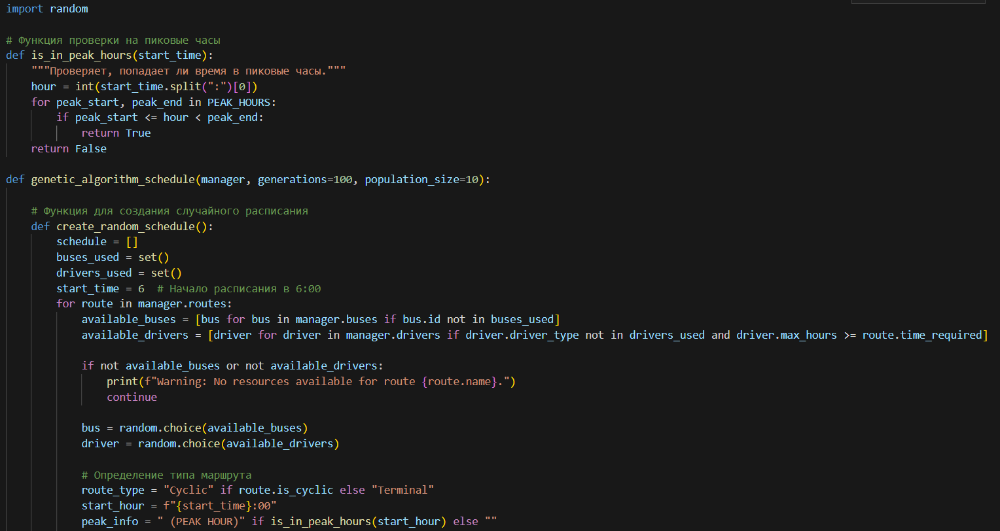 import random
# Функция проверки на пиковые часы
def is_in_peak_hours(start_time):
"""Проверяет, попадает ли время в пиковые часы."""
hour = int(start_time.split(":")[0])
for peak_start, peak_end in PEAK_HOURS:
if peak_start <= hour < peak_end:
return True
return False
def genetic_algorithm_schedule(manager, generations=100, population_size=10):
# Функция для создания случайного расписания
def create_random_schedule():
schedule = []
buses_used = set()
drivers_used = set()
start_time = 6  # Начало расписания в 6:00
for route in manager.routes:
available_buses = [bus for bus in manager.buses if bus.id not in buses_used]
available_drivers = [driver for driver in manager.drivers if driver.driver_type not in drivers_used and driver.max_hours >= route.time_required]
if not available_buses or not available_drivers:
print(f"Warning: No resources available for route {route.name}.")
continue
bus = random.choice(available_buses)
driver = random.choice(available_drivers)
# Определение типа маршрута
route_type = "Cyclic" if route.is_cyclic else "Terminal"
start_hour = f"{start_time}:00"
peak_info = " (PEAK HOUR)" if is_in_peak_hours(start_hour) else ""